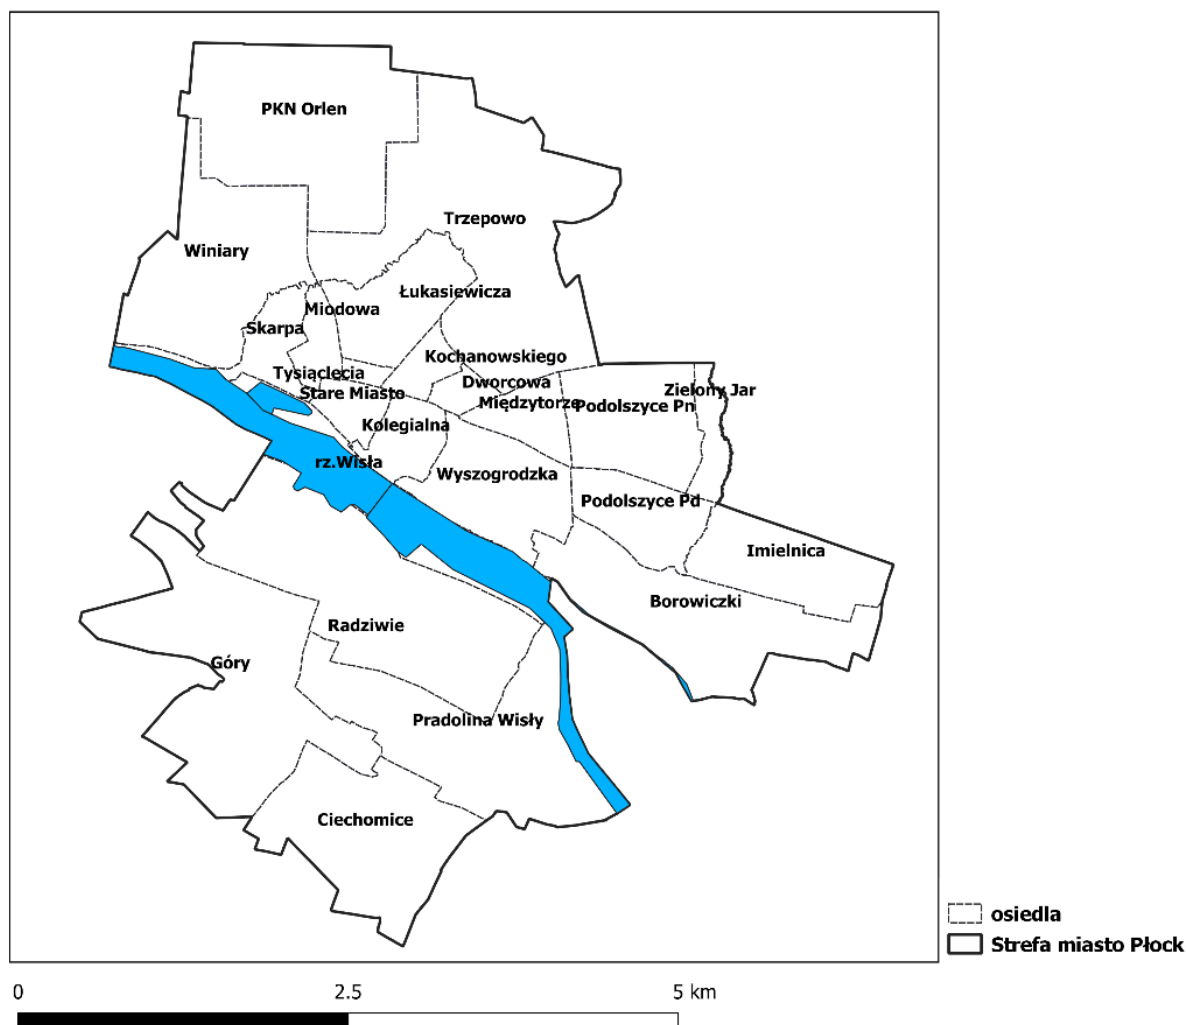 PKN Orlen
Trzepowo
Winiary
Łukasiewicza
Miodowa
Skarpa
Kochanowskiego
Tysiąclecia
Dworcowa
Stare Miasto
Zielony Jar
Międzytorze
Podolszyce Pn
Kolegialna
rz.Wisła
Wyszogrodzka
Podolszyce Pd
Imielnica
Borowiczki
Radziwie
Góry
Pradolina Wisły
Ciechomice
osiedla
Strefa miasto Płock
0 2.5 5 km